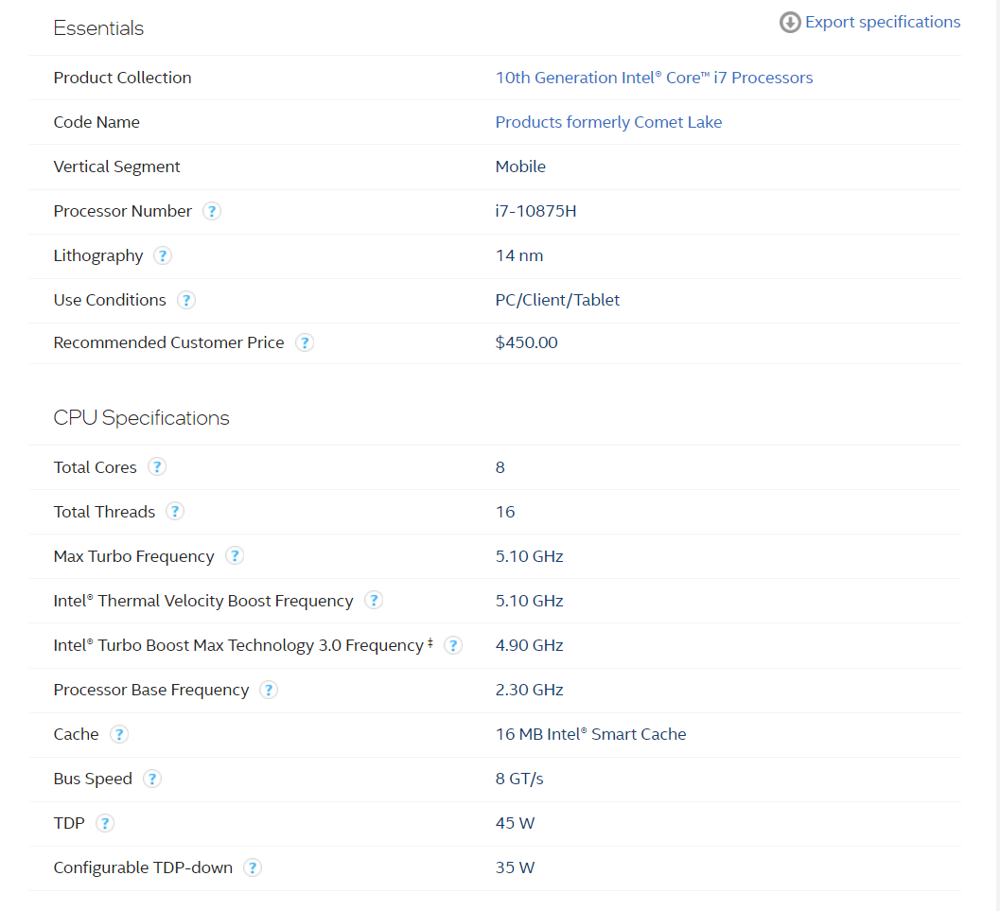 Essentials
Export specifications
Product Collection 10th Generation Intel® Core™ i7 Processors
Code Name Products formerly Comet Lake
Vertical Segment Mobile
Processor Number ? i7-10875H
Lithography ? 14 nm
Use Conditions ? PC/Client/Tablet
Recommended Customer Price ? $450.00
CPU Specifications
Total Cores ? 8
Total Threads ? 16
Max Turbo Frequency ? 5.10 GHz
Intel® Thermal Velocity Boost Frequency ? 5.10 GHz
Intel® Turbo Boost Max Technology 3.0 Frequency ‡ ? 4.90 GHz
Processor Base Frequency ? 2.30 GHz
Cache ? 16 MB Intel® Smart Cache
Bus Speed ? 8 GT/s
TDP ? 45 W
Configurable TDP-down ? 35 W